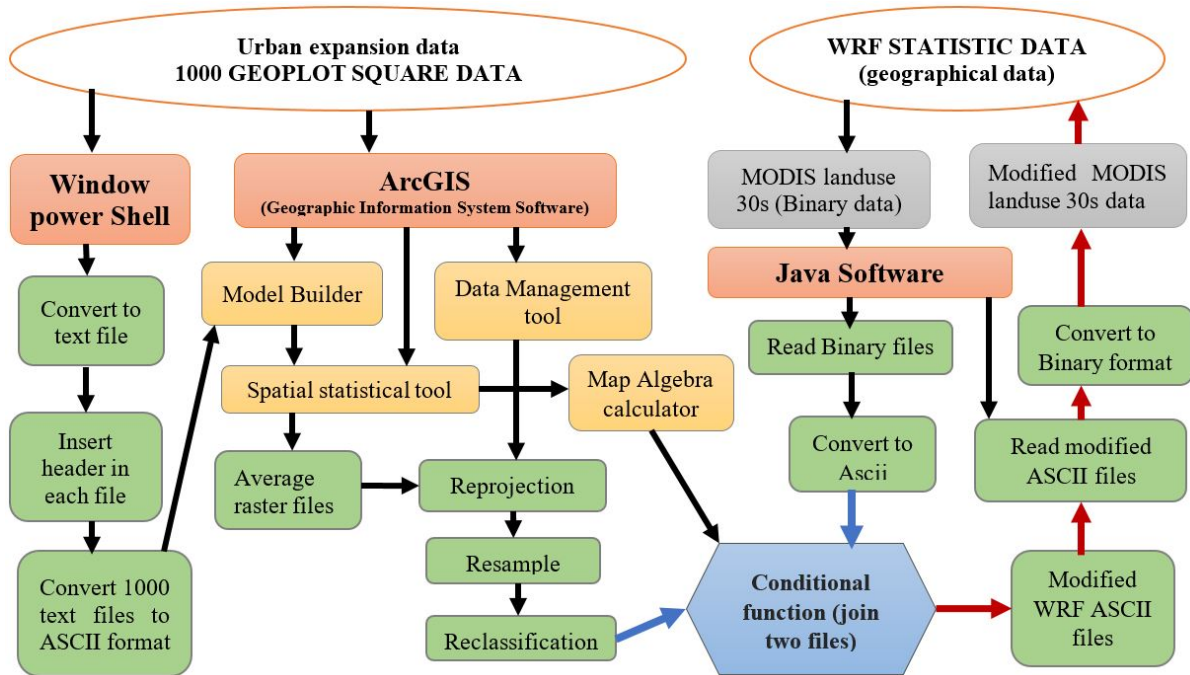 Urban expansion data
1000 GEOPLOT SQUARE DATA
WRF STATISTIC DATA
(geographical data)
Window
power Shell
ArcGIS
(Geographic Information System Software)
MODIS landuse
30s (Binary data)
Modified MODIS
landuse 30s data
Java Software
Convert to
text file
Model Builder
Data Management
tool
Read Binary files
Convert to
Binary format
Spatial statistical tool
Map Algebra
calculator
Insert
header in
each file
Average
raster files
Reprojection
Convert to
Ascii
Read modified
ASCII files
Convert 1000
text files to
ASCII format
Resample
Reclassification
Conditional
function (join
two files)
Modified
WRF ASCII
files